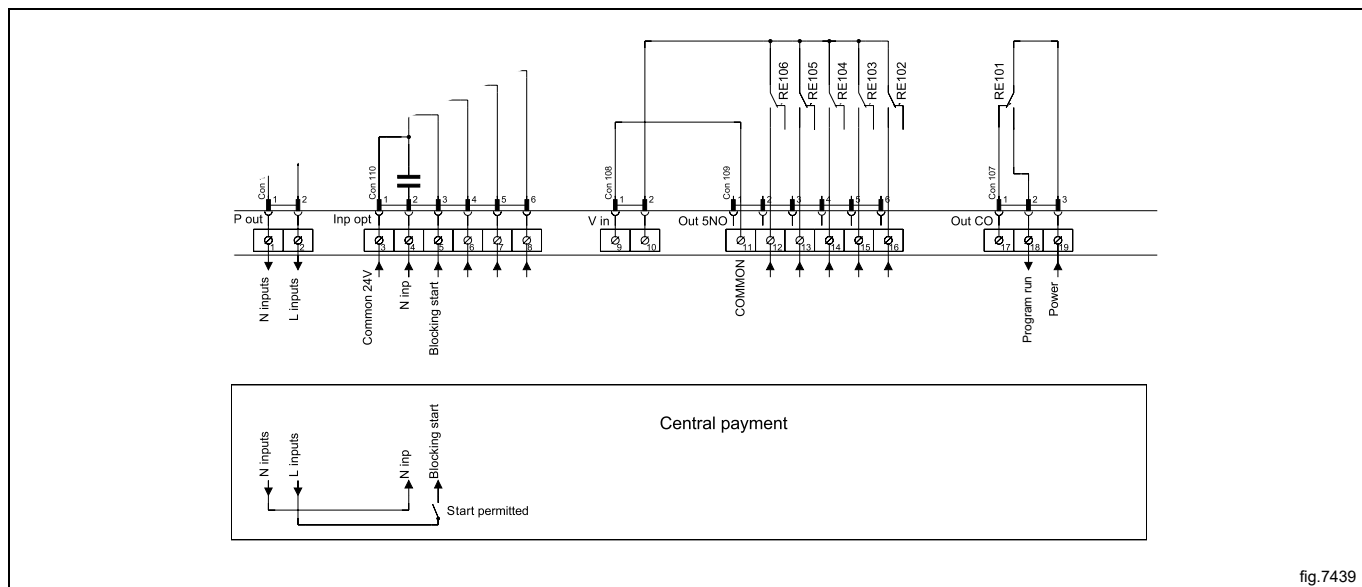 RE106
RE105
RE104
RE103
RE102
RE101
Con
Con 110
Con 108
Con 109
Con 107
1 2
1 2 3 4 5 6
1 2
1 2 3 4 5 6
1 2 3
P out
Inp opt
V in
Out 5NO
Out CO
1 2
3 4 5 6 7 8
9 10
11 12 13 14 15 16
17 18 19
N inputs
L inputs
Common 24V
N inp
Blocking start
COMMON
Program run
Power
Central payment
N inputs
L inputs
N inp
Blocking start
Start permitted
fig.7439